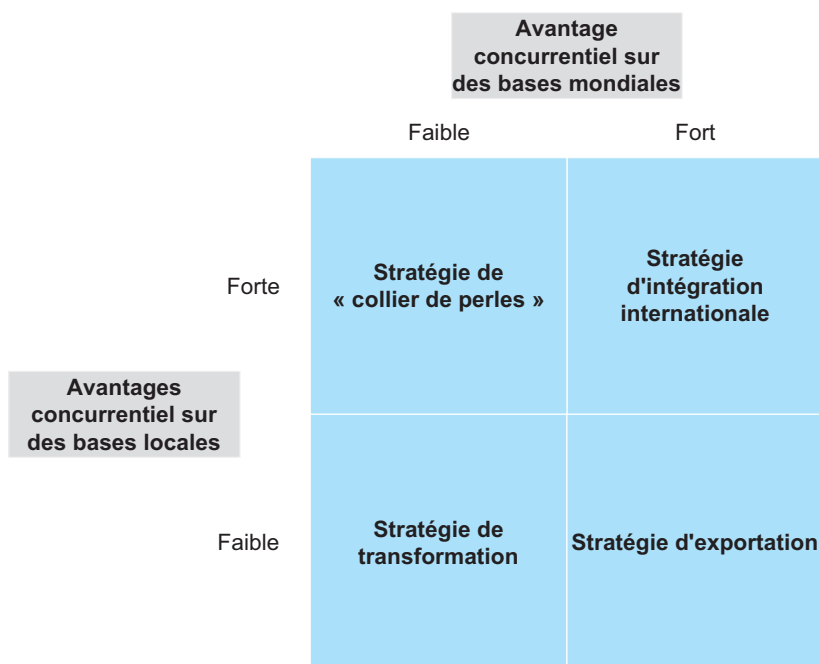 Avantage
concurrentiel sur
des bases mondiales
Faible
Fort
Forte
Stratégie de
« collier de perles »
Stratégie
d'intégration
internationale
Avantages
concurrentiel sur
des bases locales
Faible
Stratégie de
transformation
Stratégie d'exportation